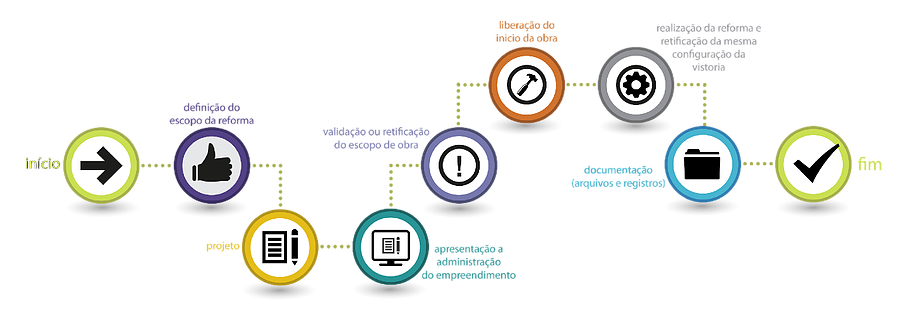 início
definição do
escopo da reforma
projeto
apresentação a
administração
do empreendimento
validação ou retificação
do escopo de obra
liberação do
inicio da obra
realização da reforma e
retificação da mesma
configuração da
vistoria
documentação
(arquivos e registros)
fim